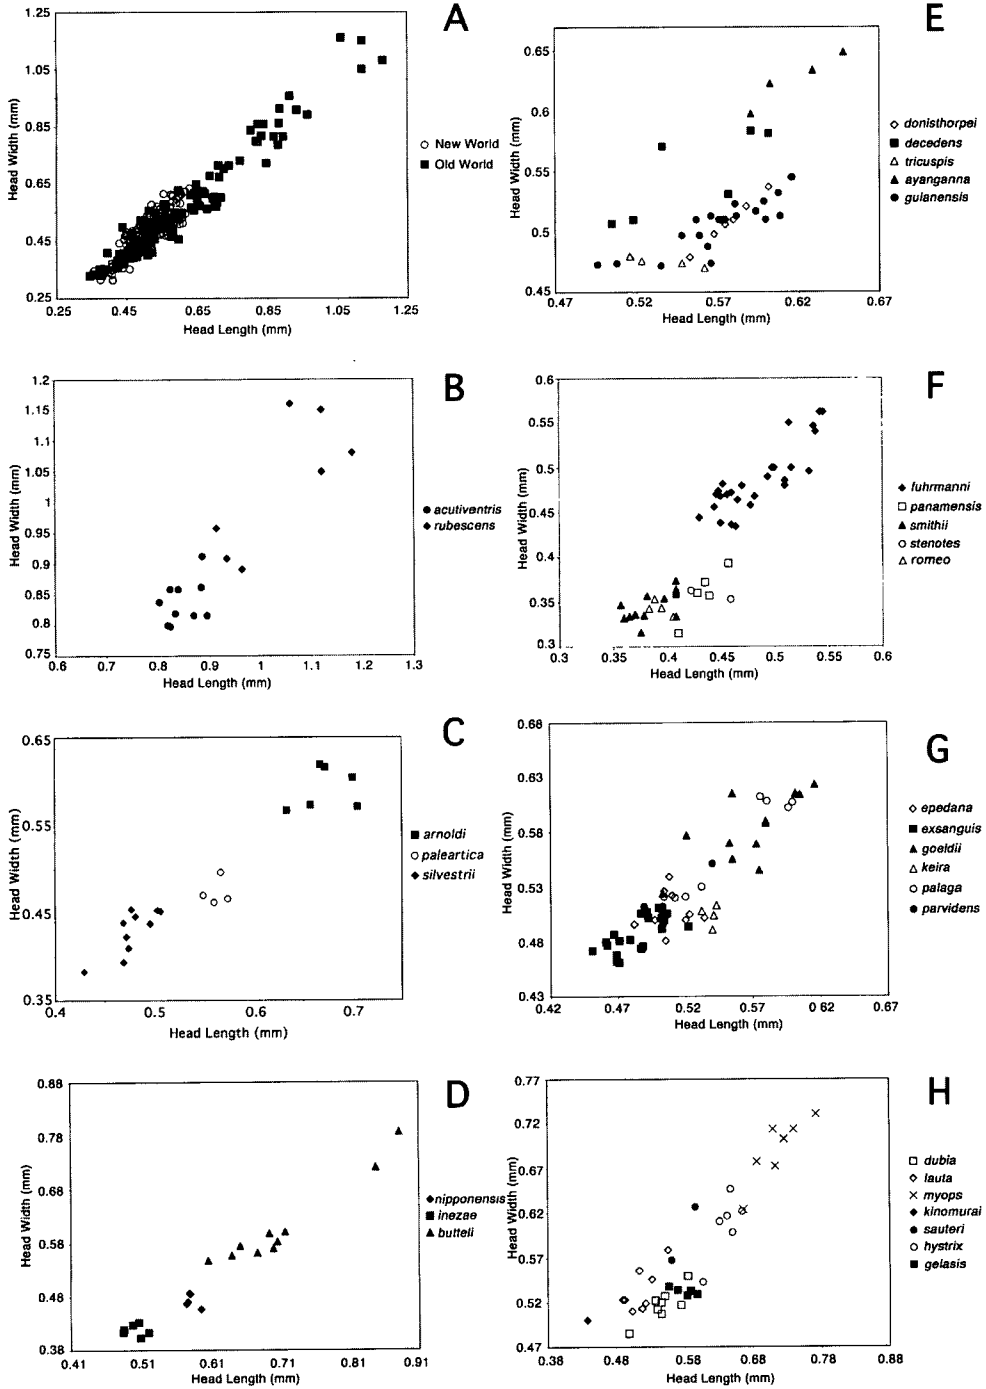 A
1.25
1.05
0.85
0.65
0.45
0.25
Head Width (mm)
0.25 0.45 0.65 0.85 1.05 1.25
Head Length (mm)
New World
Old World
E
0.65
0.6
0.55
0.5
0.45
Head Width (mm)
0.47 0.52 0.57 0.62 0.67
Head Length (mm)
donisthorpei
decedens
tricuspis
ayanganna
guianensis
B
1.2
1.15
1.1
1.05
1
0.95
0.9
0.85
0.8
0.75
Head Width (mm)
0.6 0.7 0.8 0.9 1 1.1 1.2 1.3
Head Length (mm)
acutiventris
rubescens
F
0.6
0.55
0.5
0.45
0.4
0.35
0.3
Head Width (mm)
0.3 0.35 0.4 0.45 0.5 0.55 0.6
Head Length (mm)
fuhrmanni
panamensis
smithii
stenotes
romeo
C
0.65
0.55
0.45
0.35
Head Width (mm)
0.4 0.5 0.6 0.7
Head Length (mm)
arnoldi
paleartica
silvestrii
G
0.68
0.63
0.58
0.53
0.48
0.43
Head Width (mm)
0.42 0.47 0.52 0.57 0.62 0.67
Head Length (mm)
epedana
exsanguis
goeldii
keira
palaga
parvidens
D
0.88
0.78
0.68
0.58
0.48
0.38
Head Width (mm)
0.41 0.51 0.61 0.71 0.81 0.91
Head Length (mm)
nipponensis
inezae
butteli
H
0.77
0.72
0.67
0.62
0.57
0.52
0.47
Head Width (mm)
0.38 0.48 0.58 0.68 0.78 0.88
Head Length (mm)
dubia
lauta
myops
kinomurai
sauteri
hystrix
gelasis